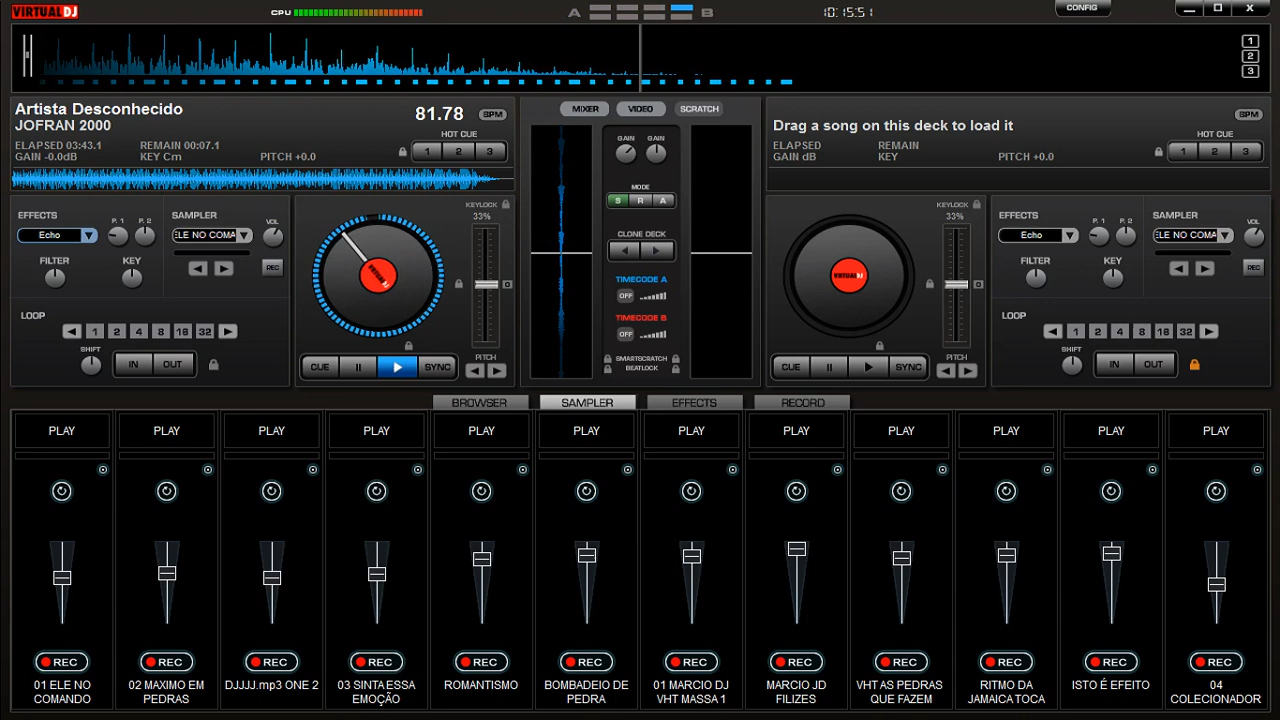 VIRTUAL DJ
CPU
A
B
10:15:51
CONFIG
1
2
3
Artista Desconhecido
81.78
BPM
JOFRAN 2000
HOT CUE
ELAPSED 03:43.1
REMAIN 00:07.1
1 2 3
GAIN -0.0dB
KEY Cm
PITCH +0.0
MIXER
VIDEO
SCRATCH
GAIN
GAIN
MODE
S R A
CLONE DECK
TIMECODE A
OFF
TIMECODE B
OFF
SMARTSCRATCH
BEATLOCK
BPM
Drag a song on this deck to load it
HOT CUE
ELAPSED
REMAIN
1 2 3
GAIN dB
KEY
PITCH +0.0
EFFECTS
P. 1
P. 2
SAMPLER
VOL
Echo
ELE NO COMA
FILTER
KEY
REC
LOOP
1 2 4 8 16 32
SHIFT
IN
OUT
KEYLOCK
33%
VIRTUAL DJ
CUE
SYNC
PITCH
KEYLOCK
33%
VIRTUAL DJ
CUE
SYNC
PITCH
EFFECTS
P. 1
P. 2
SAMPLER
VOL
Echo
ELE NO COMA
FILTER
KEY
REC
LOOP
1 2 4 8 16 32
SHIFT
IN
OUT
BROWSER
SAMPLER
EFFECTS
RECORD
PLAY
PLAY
PLAY
PLAY
PLAY
PLAY
PLAY
PLAY
PLAY
PLAY
PLAY
PLAY
REC
REC
REC
REC
REC
REC
REC
REC
REC
REC
REC
REC
01 ELE NO
COMANDO
02 MAXIMO EM
PEDRAS
DJJJJ.mp3 ONE 2
03 SINTA ESSA
EMOÇÃO
ROMANTISMO
BOMBADEIO DE
PEDRA
01 MARCIO DJ
VHT MASSA 1
MARCIO JD
FILIZES
VHT AS PEDRAS
QUE FAZEM
RITMO DA
JAMAICA TOCA
ISTO É EFEITO
04
COLECIONADOR